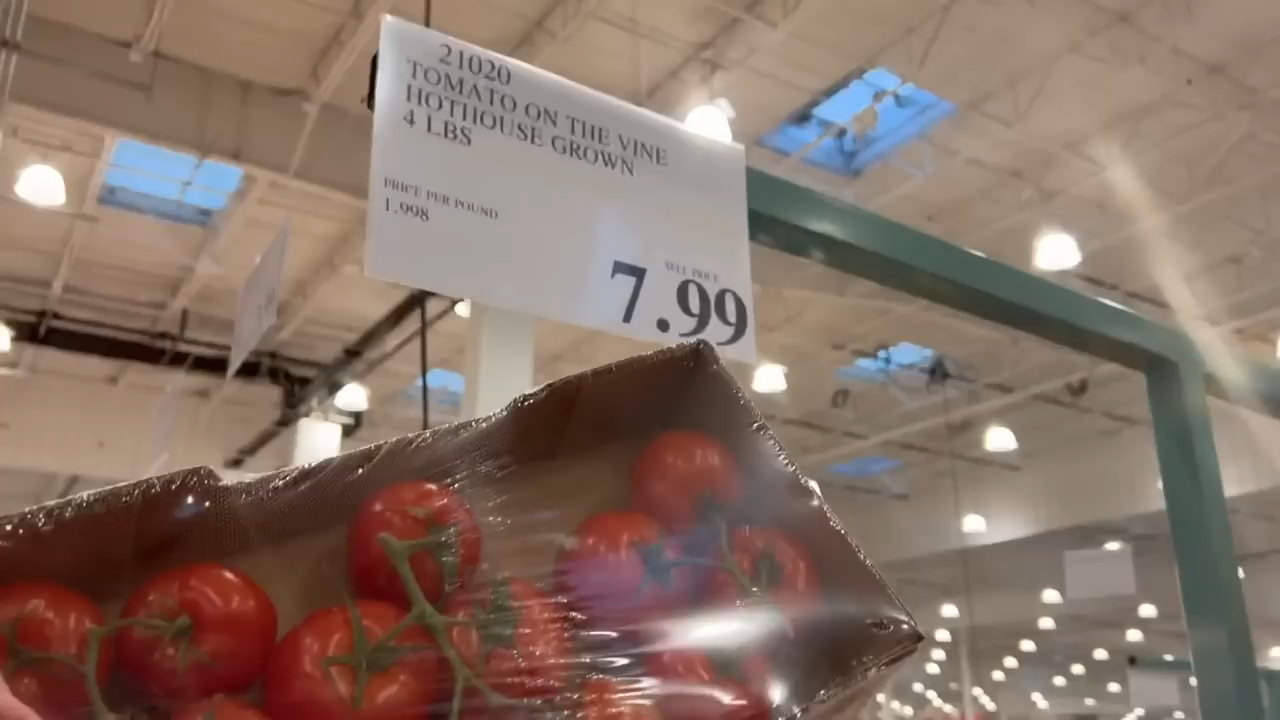 21020
TOMATO ON THE VINE
HOTHOUSE GROWN
4 LBS
PRICE PER POUND
1.998
SELL PRICE
7.99